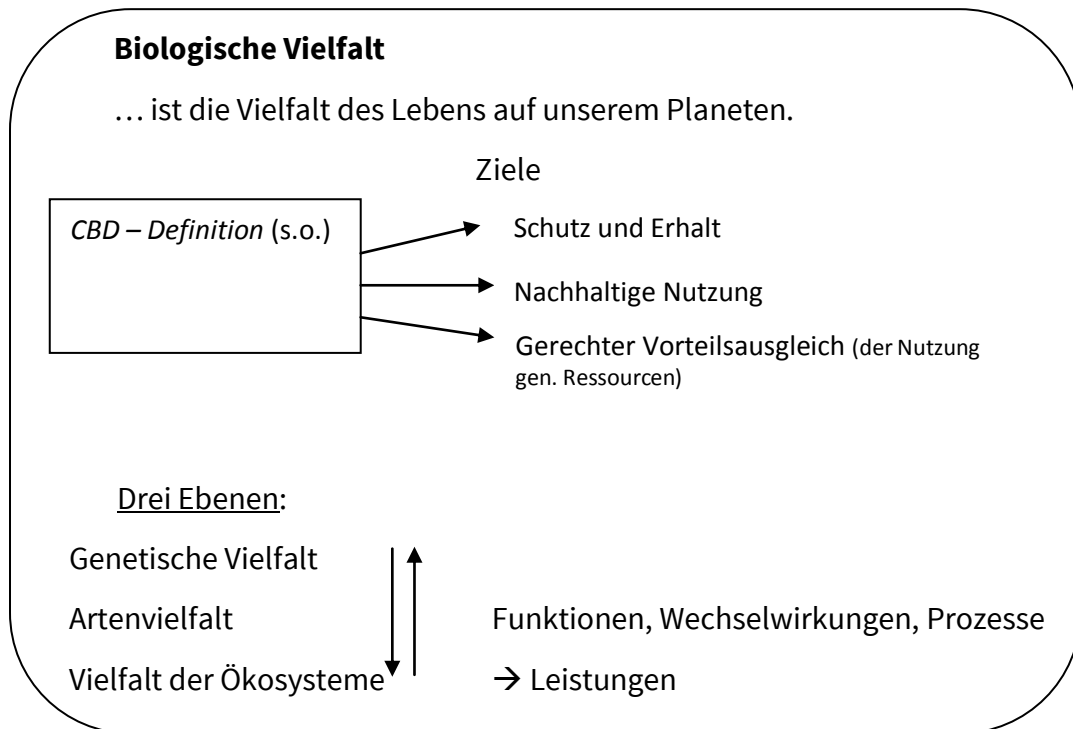 Biologische Vielfalt
… ist die Vielfalt des Lebens auf unserem Planeten.
Ziele
CBD – Definition (s.o.)
Schutz und Erhalt
Nachhaltige Nutzung
Gerechter Vorteilsausgleich (der Nutzung
gen. Ressourcen)
Drei Ebenen:
Genetische Vielfalt
Artenvielfalt
Funktionen, Wechselwirkungen, Prozesse
Vielfalt der Ökosysteme
→ Leistungen